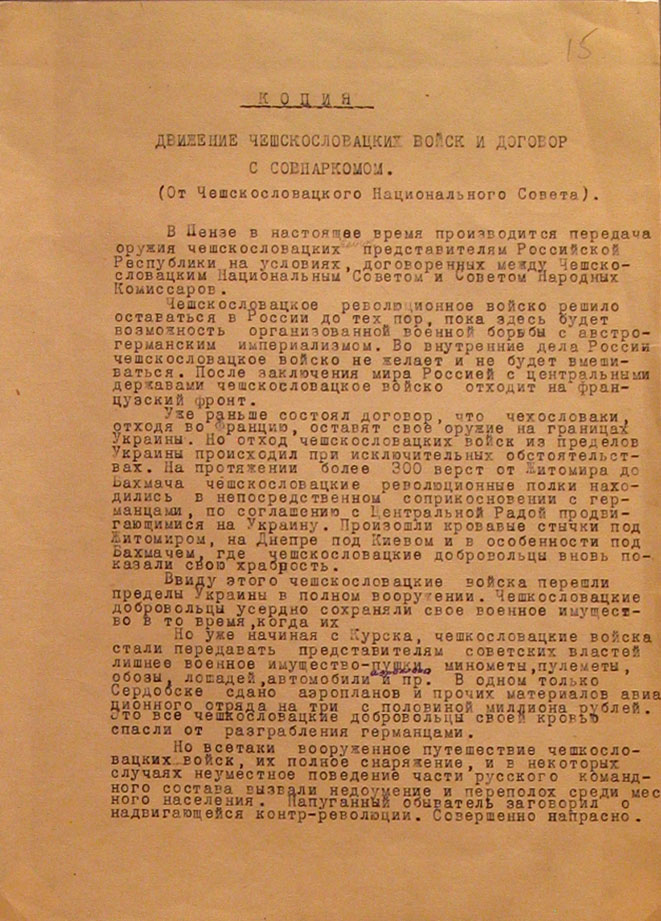 15.
К О П И Я
ДВИЖЕНИЕ ЧЕШСКОСЛОВАЦКИХ ВОЙСК И ДОГОВОР
С СОВНАРКОМОМ.
(От Чешскословацкого Национального Совета).
В Пензе в настоящее время производится передача
оружия чешскословацких представителям Российской
Республики на условиях, договоренных между Чешско-
словацким Национальным Советом и Советом Народных
Комиссаров.
Чешскословацкое революционное войско решило
оставаться в России до тех пор, пока здесь будет
возможность организованной военной борьбы с австро-
германским империализмом. Во внутренние дела России
чешскословацкое войско не желает и не будет вмеши-
ваться. После заключения мира Россией с центральными
державами чешскословацкое войско отходит на фран-
цузский фронт.
Уже раньше состоял договор, что чехословаки,
отходя во Францию, оставят свое оружие на границах
Украины. Но отход чешскословацких войск из пределов
Украины происходил при исключительных обстоятельст-
вах. На протяжении более 300 верст от Житомира до
Бахмача чешскословацкие революционные полки нахо-
дились в непосредственном соприкосновении с гер-
манцами, по соглашению с Центральной Радой продви-
гающимися на Украину. Произошли кровавые стычки под
Житомиром, на Днепре под Киевом и в особенности под
Бахмачем, где чешскословацкие добровольцы вновь по-
казали свою храбрость.
Ввиду этого чешскословацкие войска перешли
пределы Украины в полном вооружении. Чешкословацкие
добровольцы усердно сохраняли свое военное имущест-
во в то время,когда их
Но уже начиная с Курска, чешкословацкие войска
стали передавать представителям советских властей
лишнее военное имущество-пушки, минометы,пулеметы,
обозы, лошадей,автомобили и пр. В одном только
Сердобске сдано аэропланов и прочих материалов авиа-
ционного отряда на три с половиной миллиона рублей.
Это все чешкословацкие добровольцы своей кровью
спасли от разграбления германцами.
Но всетаки вооруженное путешествие чешкосло-
вацких войск, их полное снаряжение, и в некоторых
случаях неуместное поведение части русского команд-
ного состава вызвали недоумение и переполох среди мес
ного населения. Напуганный обыватель заговорил о
надвигающейся контр-революции. Совершенно напрасно.